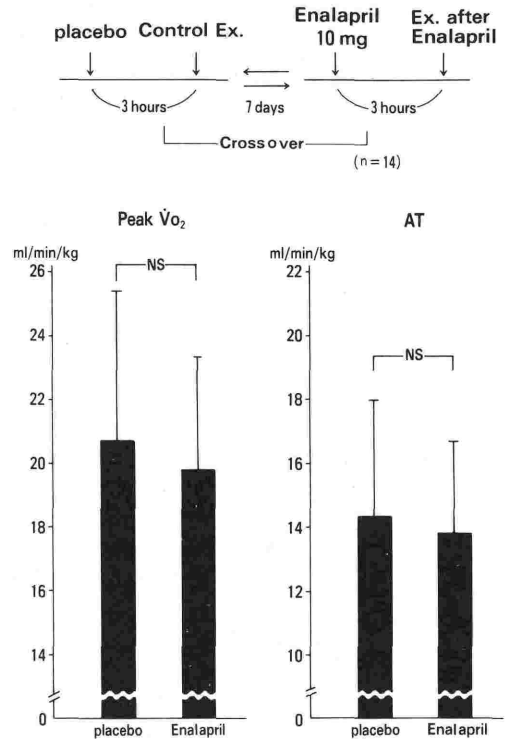 placebo Control Ex. Enalapril 10 mg Ex. after Enalapril
3 hours 7 days 3 hours
Crossover
(n = 14)
Peak V̇o₂
AT
ml/min/kg
26
24
22
20
18
16
14
0
NS
placebo Enalapril
ml/min/kg
22
20
18
16
14
12
10
0
NS
placebo Enalapril